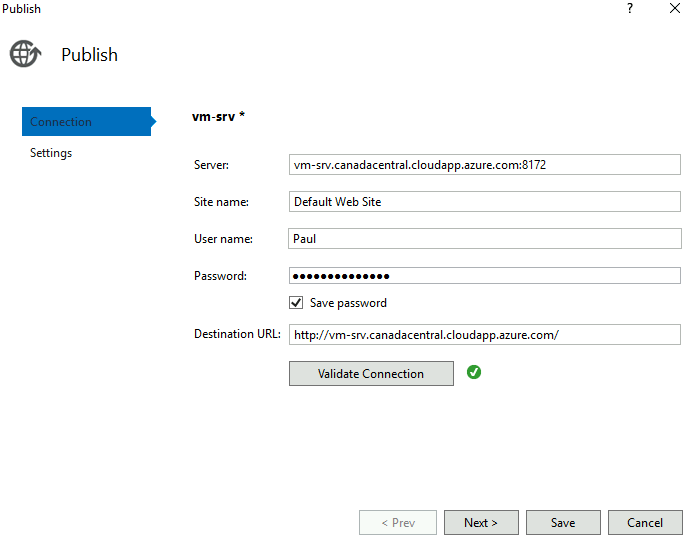 Publish
?
Publish
Connection
Settings
vm-srv *
Server: vm-srv.canadacentral.cloudapp.azure.com:8172
Site name: Default Web Site
User name: Paul
Password: ●●●●●●●●●●●●●●
Save password
Destination URL: http://vm-srv.canadacentral.cloudapp.azure.com/
Validate Connection
< Prev Next > Save Cancel